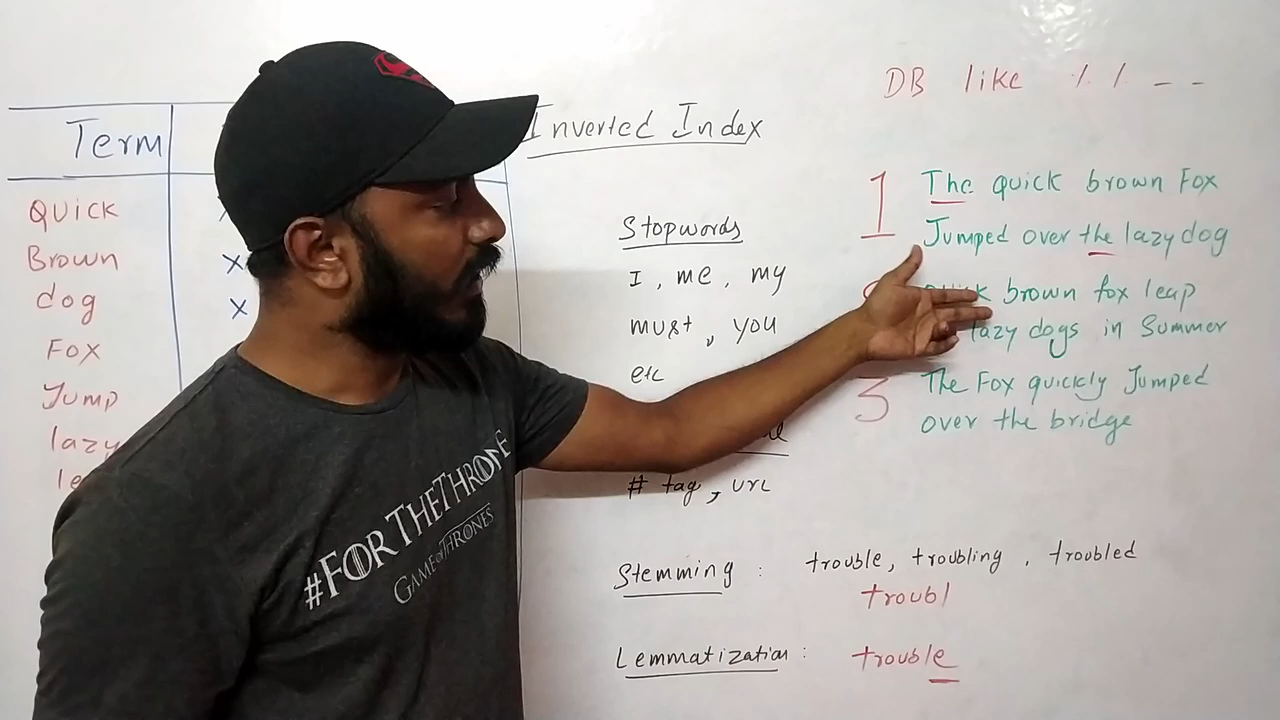 Term
Quick
Brown x
dog x
Fox
Jump
lazy
Inverted Index
Stopwords
I, me, my
must, you
etc
# tag, url
Stemming : trouble, troubling, troubled
troubl
Lemmatization: trouble
DB like % % _ _
1 The quick brown Fox
Jumped over the lazy dog
brown fox leap
lazy dogs in Summer
3 The Fox quickly Jumped
over the bridge
#FORTHETHRONE
GAME OF THRONES